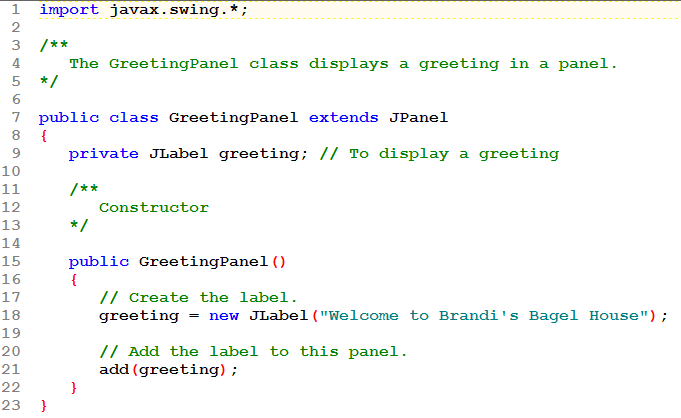 1 import javax.swing.*;
2
3 /**
4    The GreetingPanel class displays a greeting in a panel.
5 */
6
7 public class GreetingPanel extends JPanel
8 {
9    private JLabel greeting; // To display a greeting
10
11    /**
12       Constructor
13    */
14
15    public GreetingPanel()
16    {
17       // Create the label.
18       greeting = new JLabel("Welcome to Brandi's Bagel House");
19
20       // Add the label to this panel.
21       add(greeting);
22    }
23 }